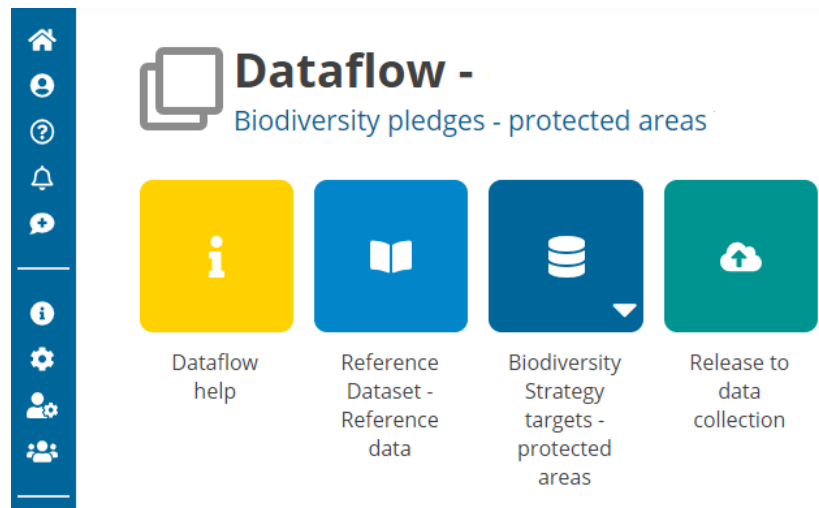 Dataflow -
Biodiversity pledges - protected areas
Dataflow
help
Reference
Dataset -
Reference
data
Biodiversity
Strategy
targets -
protected
areas
Release to
data
collection